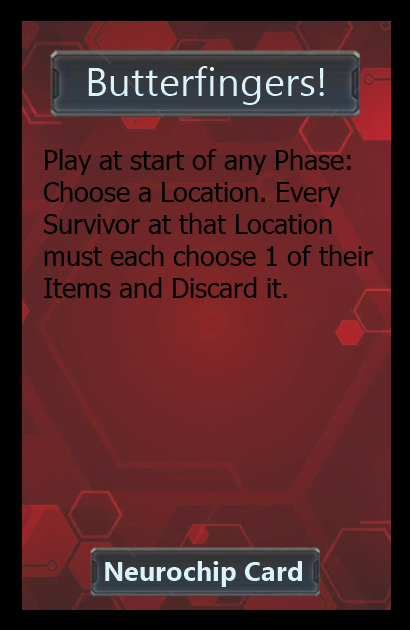 Butterfingers!
Play at start of any Phase:
Choose a Location. Every
Survivor at that Location
must each choose 1 of their
Items and Discard it.
Neurochip Card